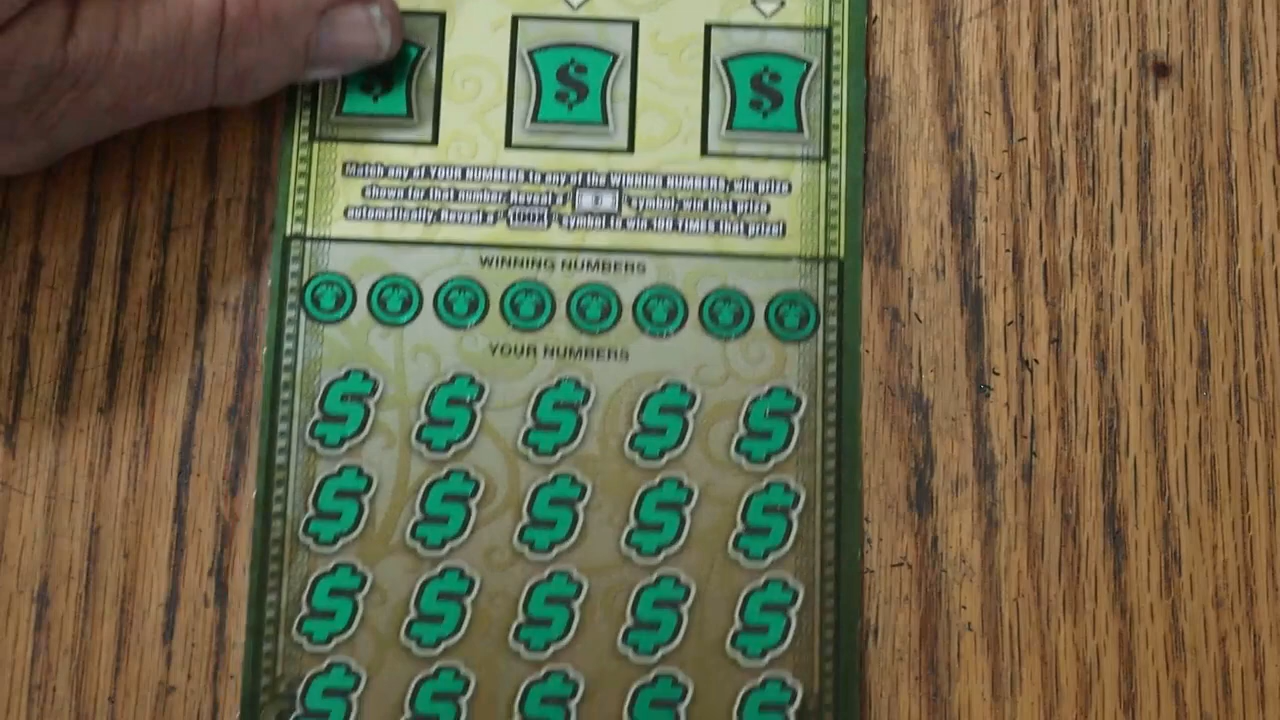 $ $ $
Match any of YOUR NUMBERS to any of the WINNING NUMBERS, win prize
shown for that number. Reveal a " " symbol, win that prize
automatically. Reveal a "100X" symbol to win 100 TIMES that prize!
WINNING NUMBERS
YOUR NUMBERS
$ $ $ $ $
$ $ $ $ $
$ $ $ $ $
$ $ $ $ $